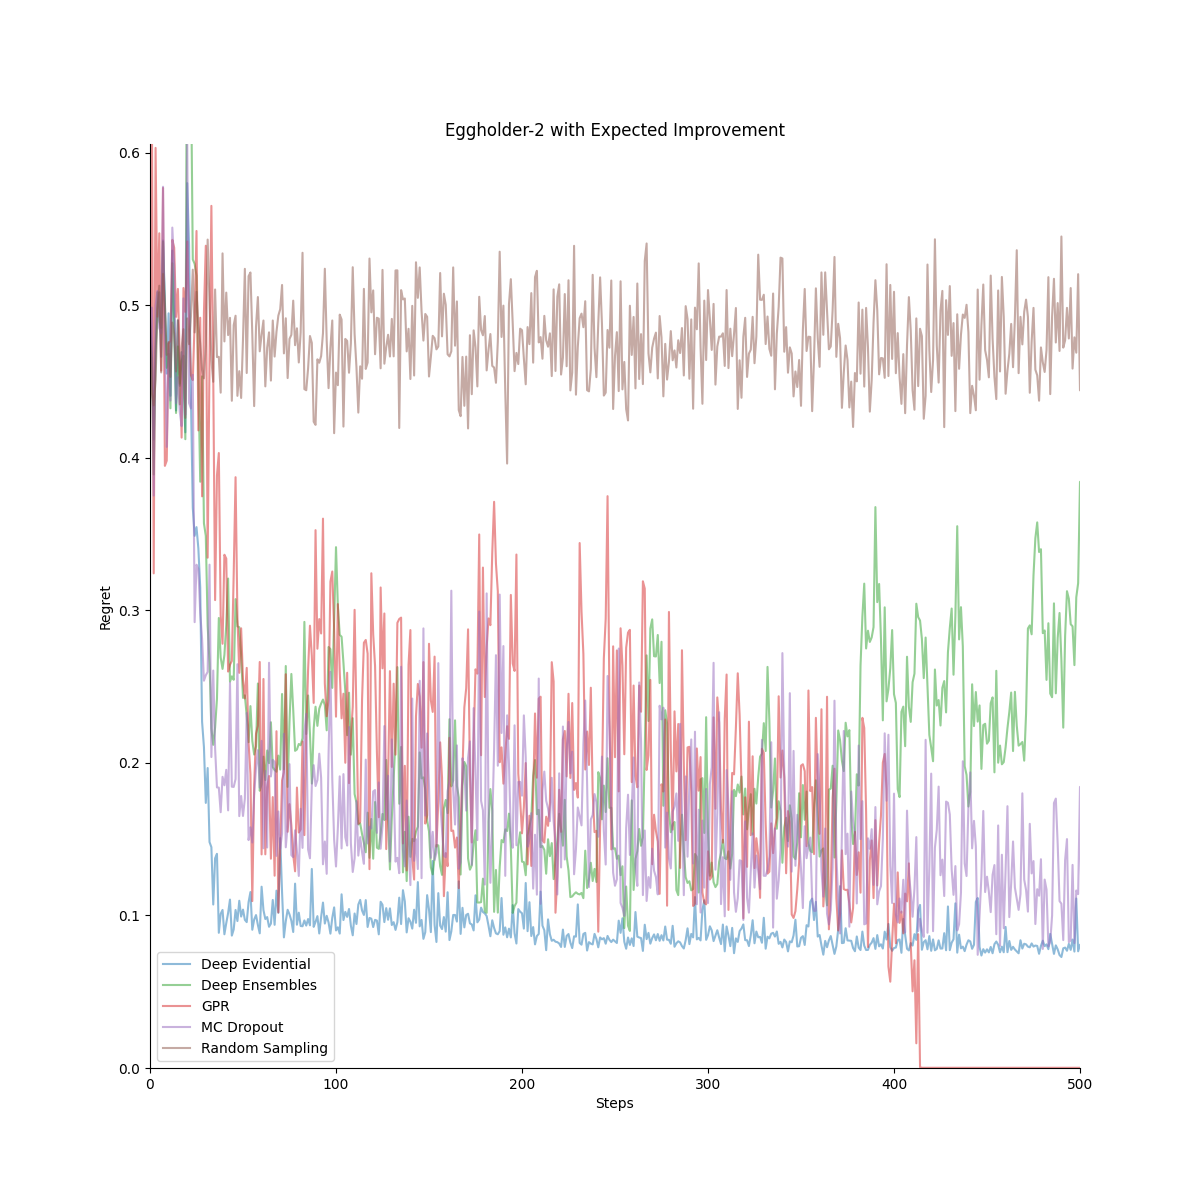 Eggholder-2 with Expected Improvement
0.6
0.5
0.4
0.3
0.2
0.1
0.0
Regret
Deep Evidential
Deep Ensembles
GPR
MC Dropout
Random Sampling
0 100 200 300 400 500
Steps